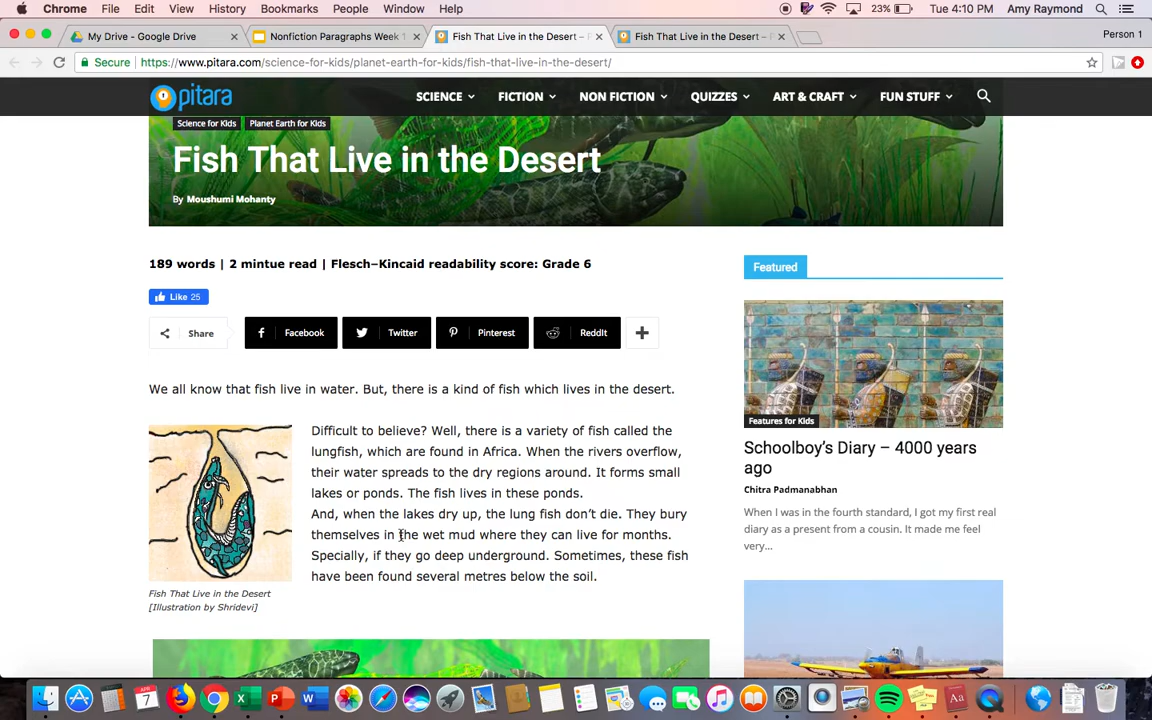 Chrome File Edit View History Bookmarks People Window Help 23% Tue 4:10 PM Amy Raymond
My Drive - Google Drive Nonfiction Paragraphs Week 1 Fish That Live in the Desert – Fish That Live in the Desert – Person 1
Secure https://www.pitara.com/science-for-kids/planet-earth-for-kids/fish-that-live-in-the-desert/
pitara SCIENCE FICTION NON FICTION QUIZZES ART & CRAFT FUN STUFF
Science for Kids Planet Earth for Kids
Fish That Live in the Desert
By Moushumi Mohanty
189 words | 2 mintue read | Flesch–Kincaid readability score: Grade 6
Like 25
Share Facebook Twitter Pinterest ReddIt
We all know that fish live in water. But, there is a kind of fish which lives in the desert.
Difficult to believe? Well, there is a variety of fish called the
lungfish, which are found in Africa. When the rivers overflow,
their water spreads to the dry regions around. It forms small
lakes or ponds. The fish lives in these ponds.
And, when the lakes dry up, the lung fish don't die. They bury
themselves in the wet mud where they can live for months.
Specially, if they go deep underground. Sometimes, these fish
have been found several metres below the soil.
Fish That Live in the Desert
[Illustration by Shridevi]
Featured
Features for Kids
Schoolboy's Diary – 4000 years
ago
Chitra Padmanabhan
When I was in the fourth standard, I got my first real
diary as a present from a cousin. It made me feel
very...
APR
7